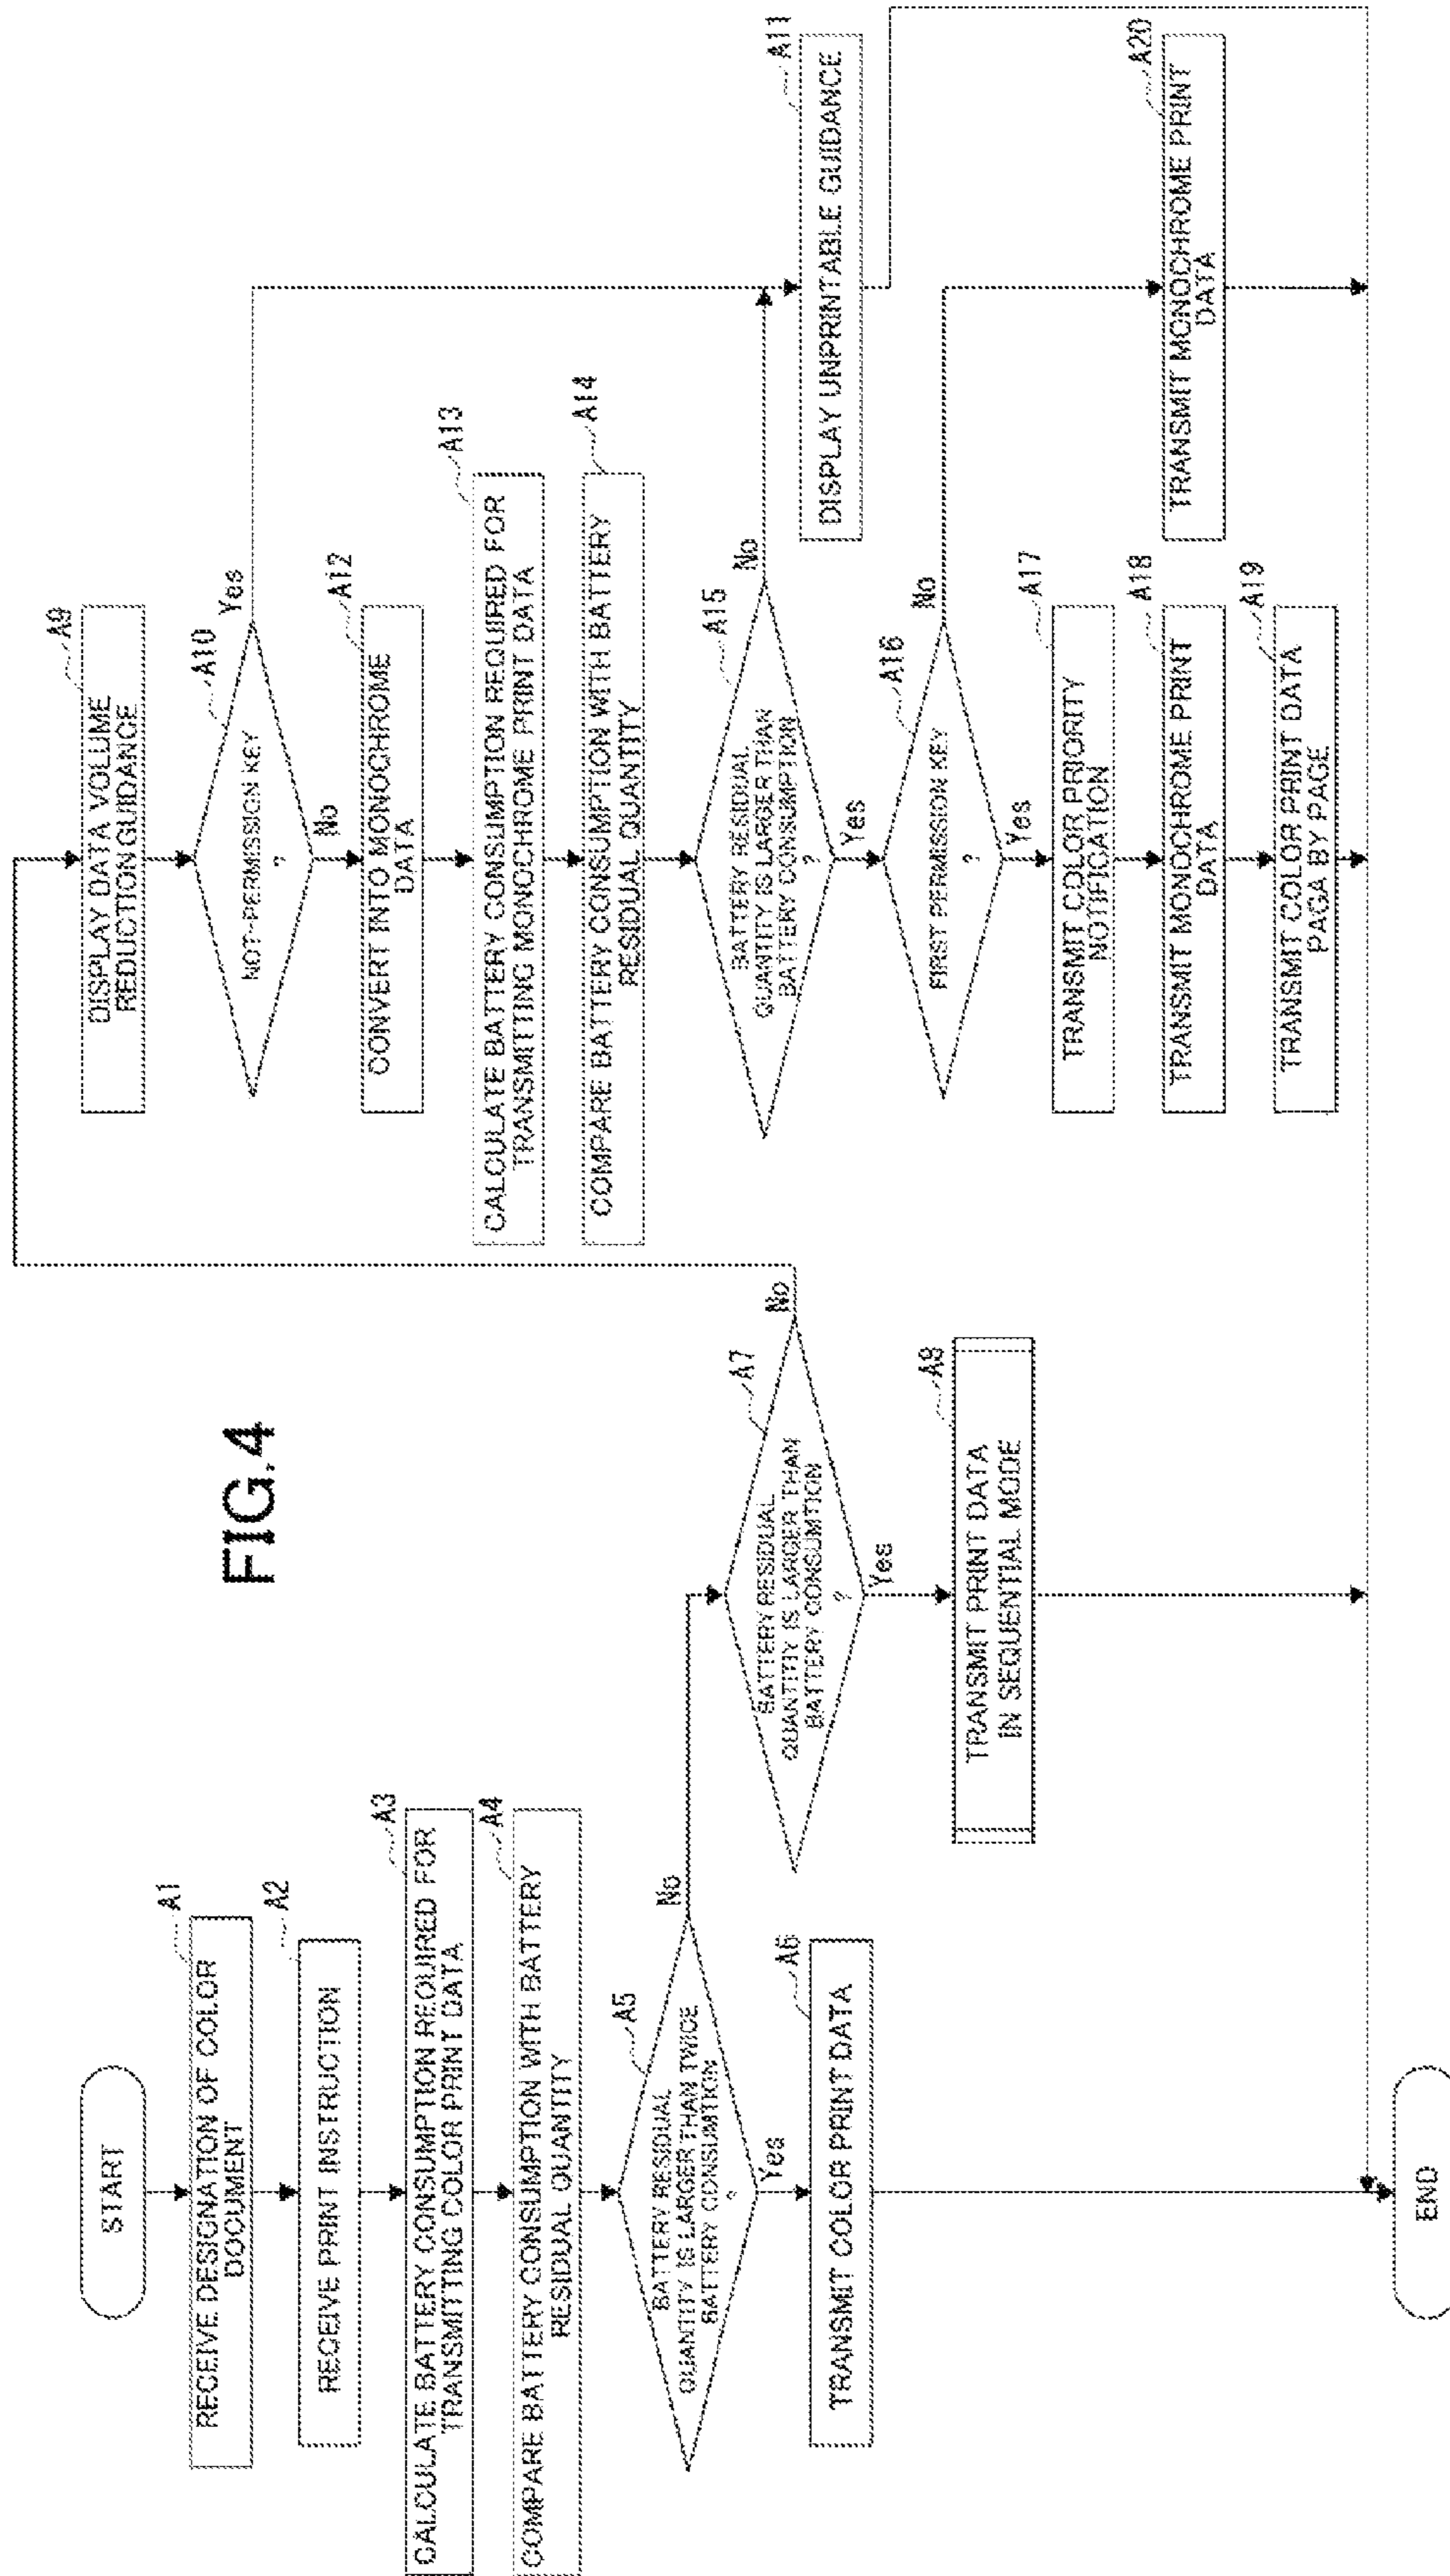 FIG.4
START
A1
RECEIVE DESIGNATION OF COLOR
DOCUMENT
A2
RECEIVE PRINT INSTRUCTION
A3
CALCULATE BATTERY CONSUMPTION REQUIRED FOR
TRANSMITTING COLOR PRINT DATA
A4
COMPARE BATTERY CONSUMPTION WITH BATTERY
RESIDUAL QUANTITY
A5
BATTERY RESIDUAL
QUANTITY IS LARGER THAN TWICE
BATTERY CONSUMTION
?
No
Yes
A6
TRANSMIT COLOR PRINT DATA
A7
BATTERY RESIDUAL
QUANTITIY IS LARGER THAN
BATTERY CONSUMTION
?
No
Yes
A8
TRANSMIT PRINT DATA
IN SEQUENTIAL MODE
A9
DISPLAY DATA VOLUME
REDUCTION GUIDANCE
A10
NOT-PERMISSION KEY
?
Yes
No
A12
CONVERT INTO MONOCHROME
DATA
A13
CALCULATE BATTERY CONSUMPTION REQUIRED FOR
TRANSMITTING MONOCHROME PRINT DATA
A14
COMPARE BATTERY CONSUMPTION WITH BATTERY
RESIDUAL QUANTITY
A15
BATTERY RESIDUAL
QUANTITY IS LARGER THAN
BATTERY CONSUMPTION
?
No
Yes
A11
DISPLAY UNPRINTABLE GUIDANCE
A16
FIRST PERMISSION KEY
?
No
Yes
A17
TRANSMIT COLOR PRIORITY
NOTIFICATION
A18
TRANSMIT MONOCHROME PRINT
DATA
A19
TRANSMIT COLOR PRINT DATA
PAGA BY PAGE
A20
TRANSMIT MONOCHROME PRINT
DATA
END